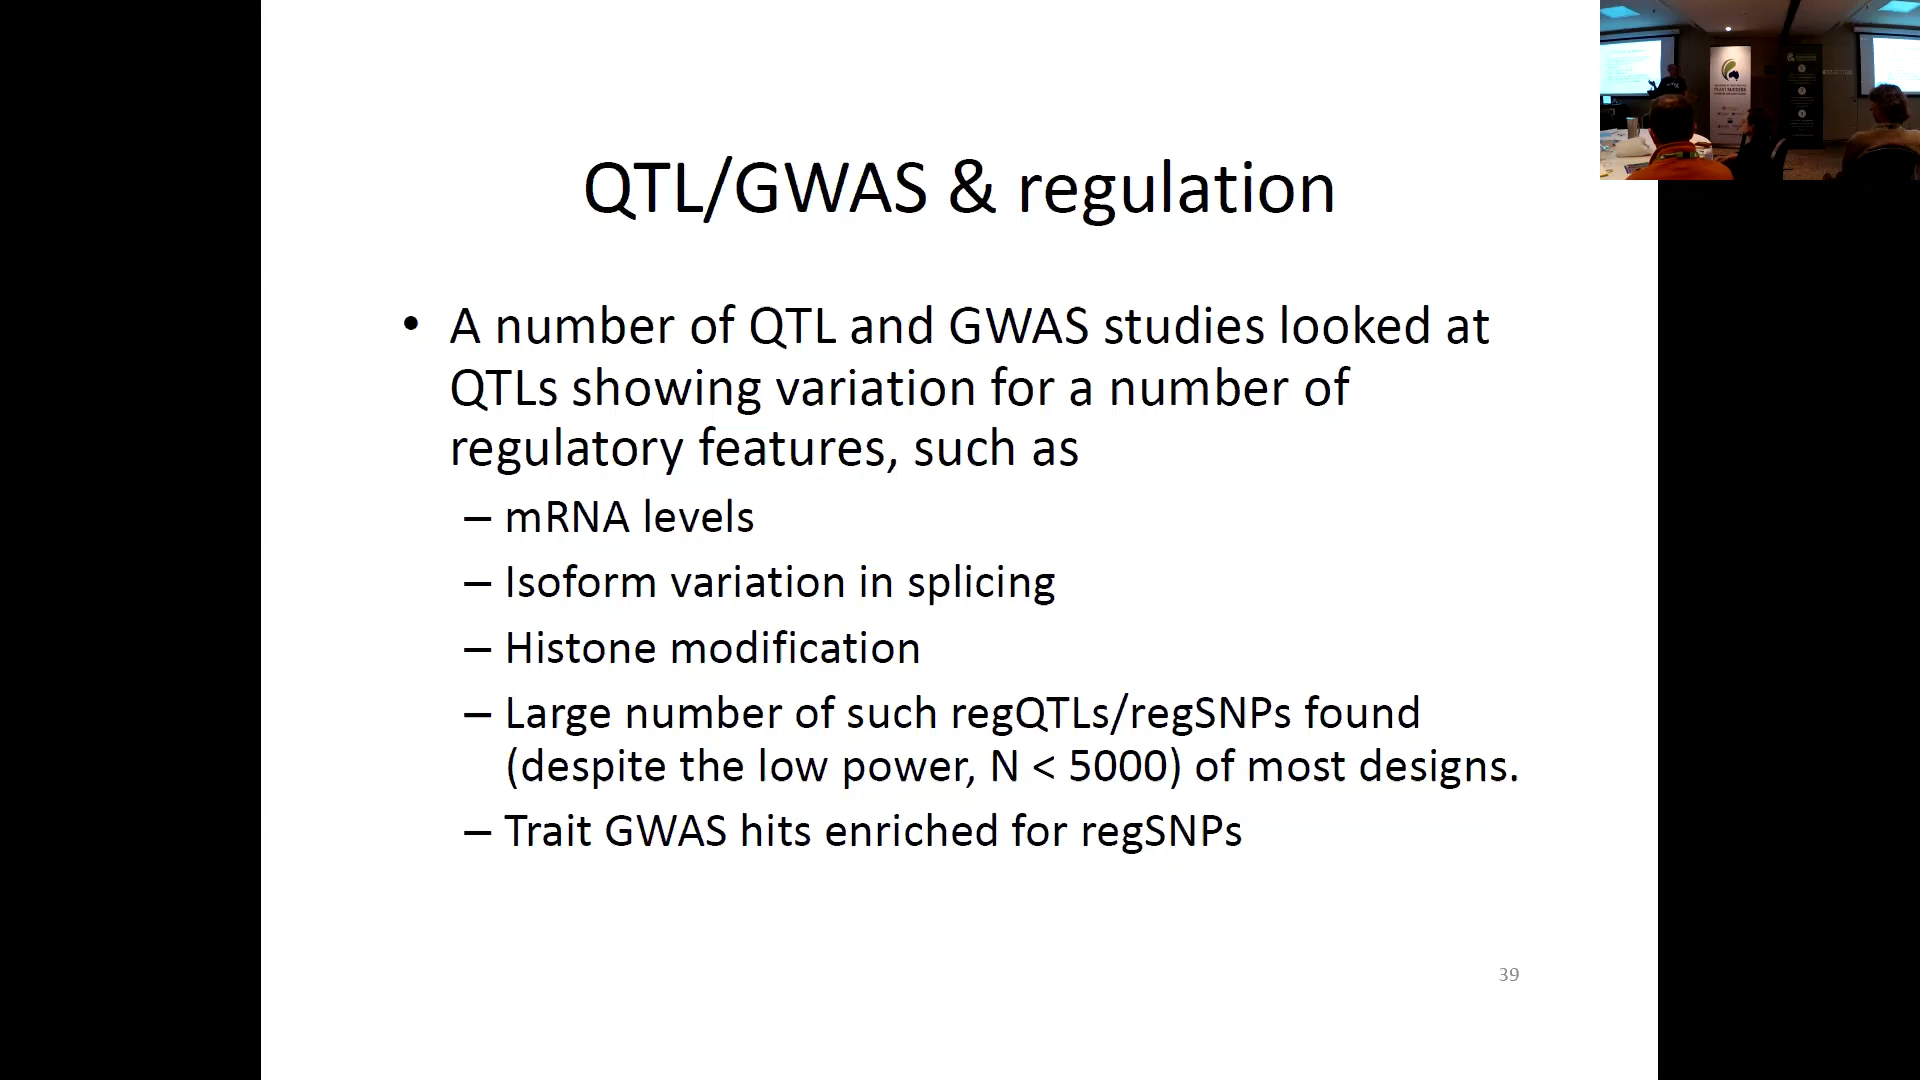 QTL/GWAS & regulation
• A number of QTL and GWAS studies looked at
QTLs showing variation for a number of
regulatory features, such as
– mRNA levels
– Isoform variation in splicing
– Histone modification
– Large number of such regQTLs/regSNPs found
(despite the low power, N < 5000) of most designs.
– Trait GWAS hits enriched for regSNPs
39
PLANT SUCCESS